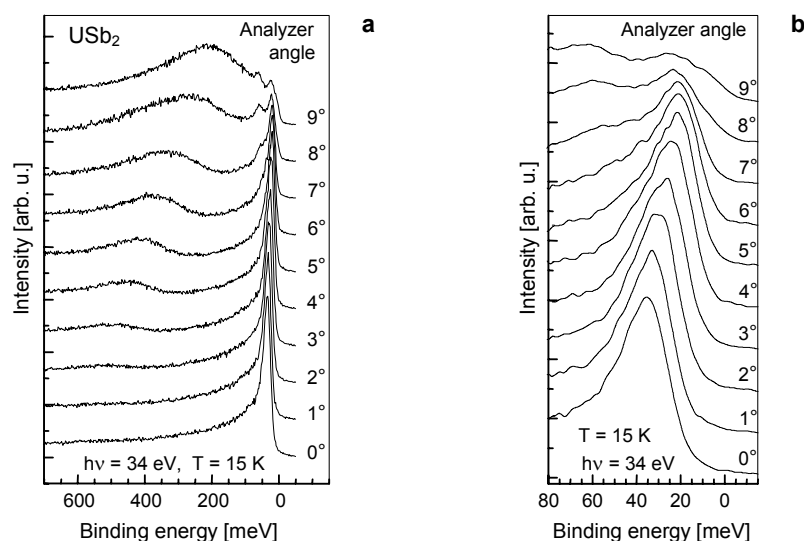 a
USb₂
Analyzer
angle
9°
8°
7°
6°
5°
4°
3°
2°
1°
0°
hν = 34 eV, T = 15 K
600 400 200 0
Binding energy [meV]
Intensity [arb. u.]
b
Analyzer angle
9°
8°
7°
6°
5°
4°
3°
2°
1°
0°
T = 15 K
hν = 34 eV
80 60 40 20 0
Binding energy [meV]
Intensity [arb. u.]